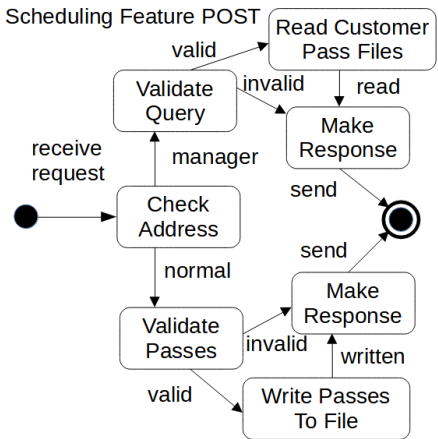 Scheduling Feature POST
Read Customer
Pass Files
valid
Validate
Query
invalid
read
Make
Response
receive
request
manager
send
Check
Address
send
normal
Make
Response
Validate
Passes
invalid
written
valid
Write Passes
To File